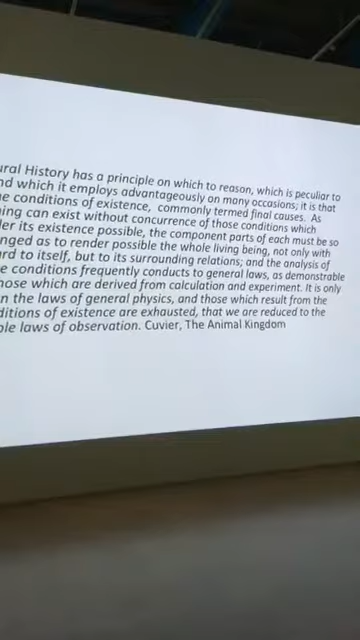 ural History has a principle on which to reason, which is peculiar to
nd which it employs advantageously on many occasions; it is that
e conditions of existence, commonly termed final causes. As
ing can exist without concurrence of those conditions which
er its existence possible, the component parts of each must be so
nged as to render possible the whole living being, not only with
rd to itself, but to its surrounding relations; and the analysis of
e conditions frequently conducts to general laws, as demonstrable
hose which are derived from calculation and experiment. It is only
n the laws of general physics, and those which result from the
ditions of existence are exhausted, that we are reduced to the
ple laws of observation. Cuvier, The Animal Kingdom